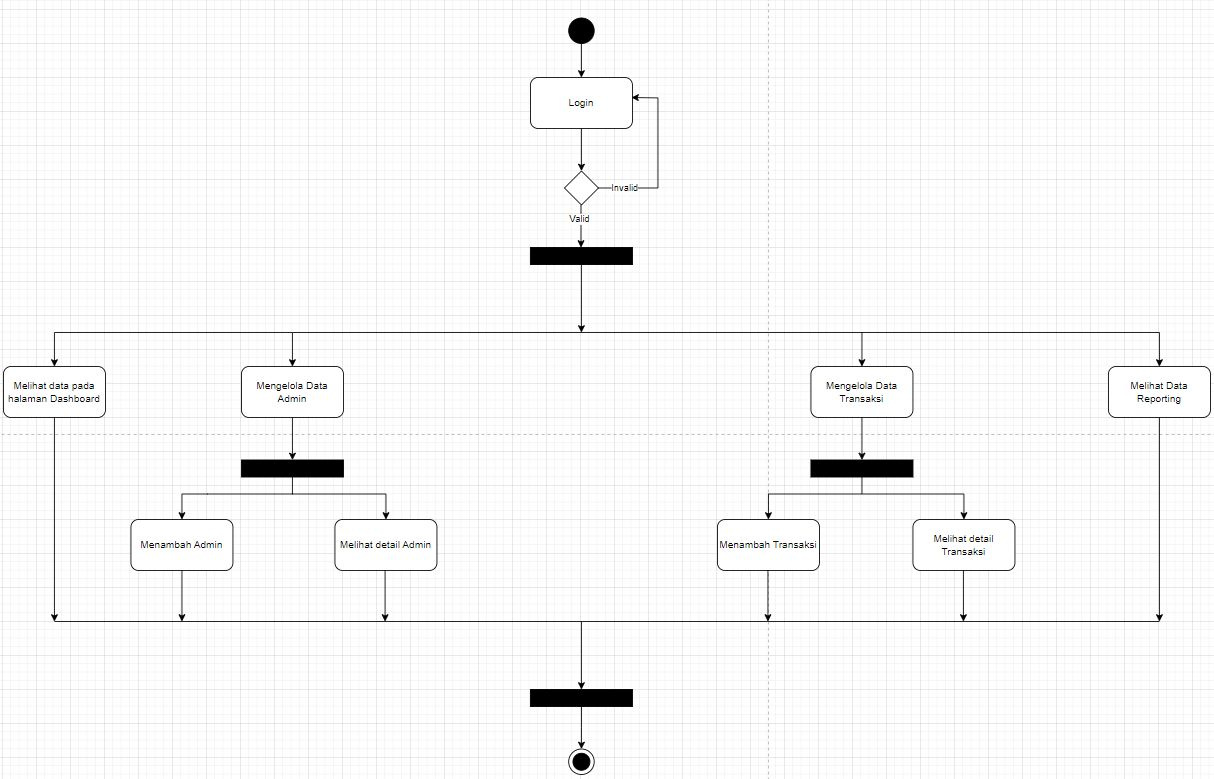 Login
Invalid
Valid
Melihat data pada
halaman Dashboard
Mengelola Data
Admin
Mengelola Data
Transaksi
Melihat Data
Reporting
Menambah Admin
Melihat detail Admin
Menambah Transaksi
Melihat detail
Transaksi